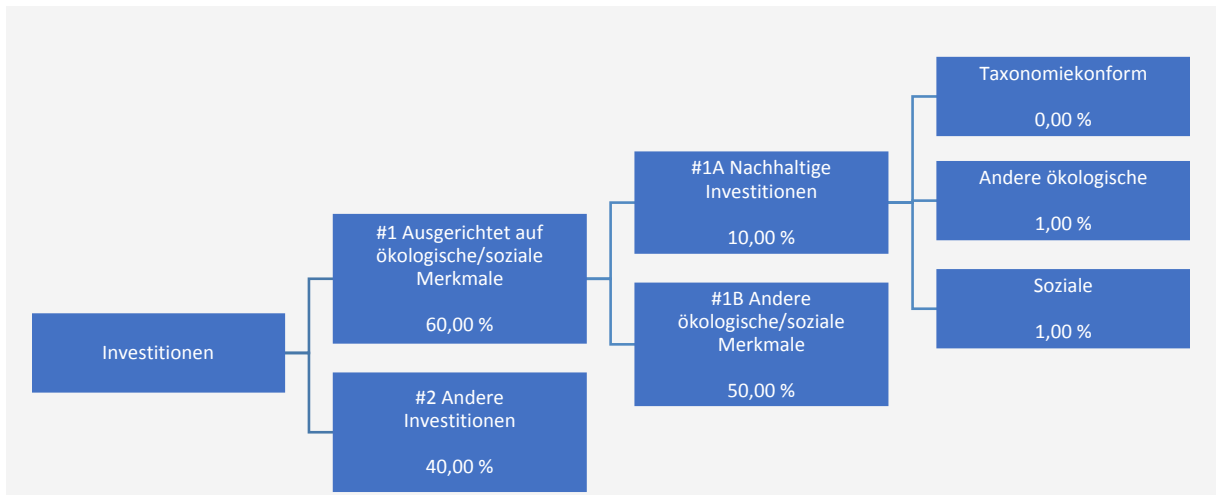 Investitionen
#1 Ausgerichtet auf
ökologische/soziale
Merkmale
60,00 %
#2 Andere
Investitionen
40,00 %
#1A Nachhaltige
Investitionen
10,00 %
#1B Andere
ökologische/soziale
Merkmale
50,00 %
Taxonomiekonform
0,00 %
Andere ökologische
1,00 %
Soziale
1,00 %